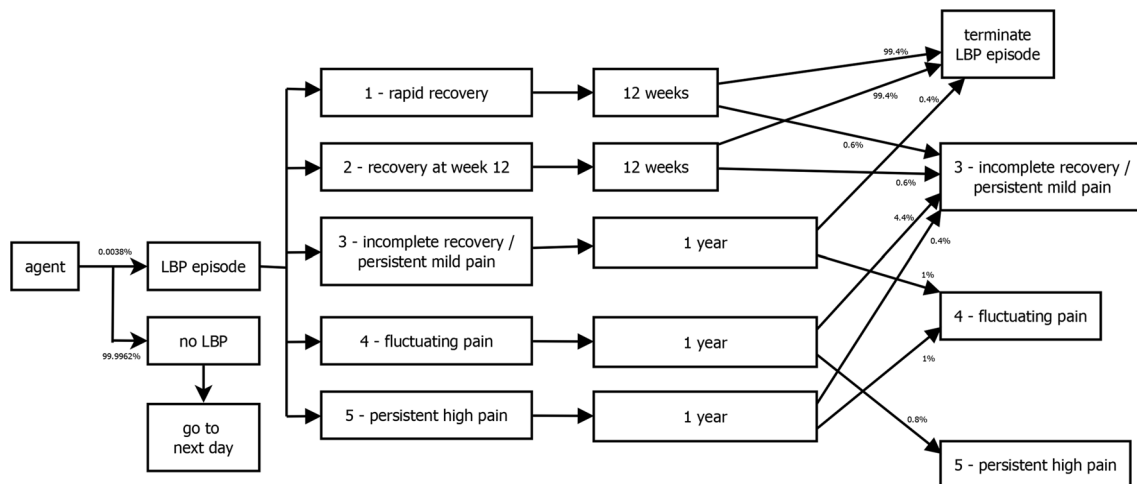 agent
0.0038%
99.9962%
LBP episode
no LBP
go to
next day
1 - rapid recovery
2 - recovery at week 12
3 - incomplete recovery /
persistent mild pain
4 - fluctuating pain
5 - persistent high pain
12 weeks
12 weeks
1 year
1 year
1 year
99.4%
99.4%
0.4%
0.6%
0.6%
4.4%
0.4%
1%
1%
0.8%
terminate
LBP episode
3 - incomplete recovery /
persistent mild pain
4 - fluctuating pain
5 - persistent high pain